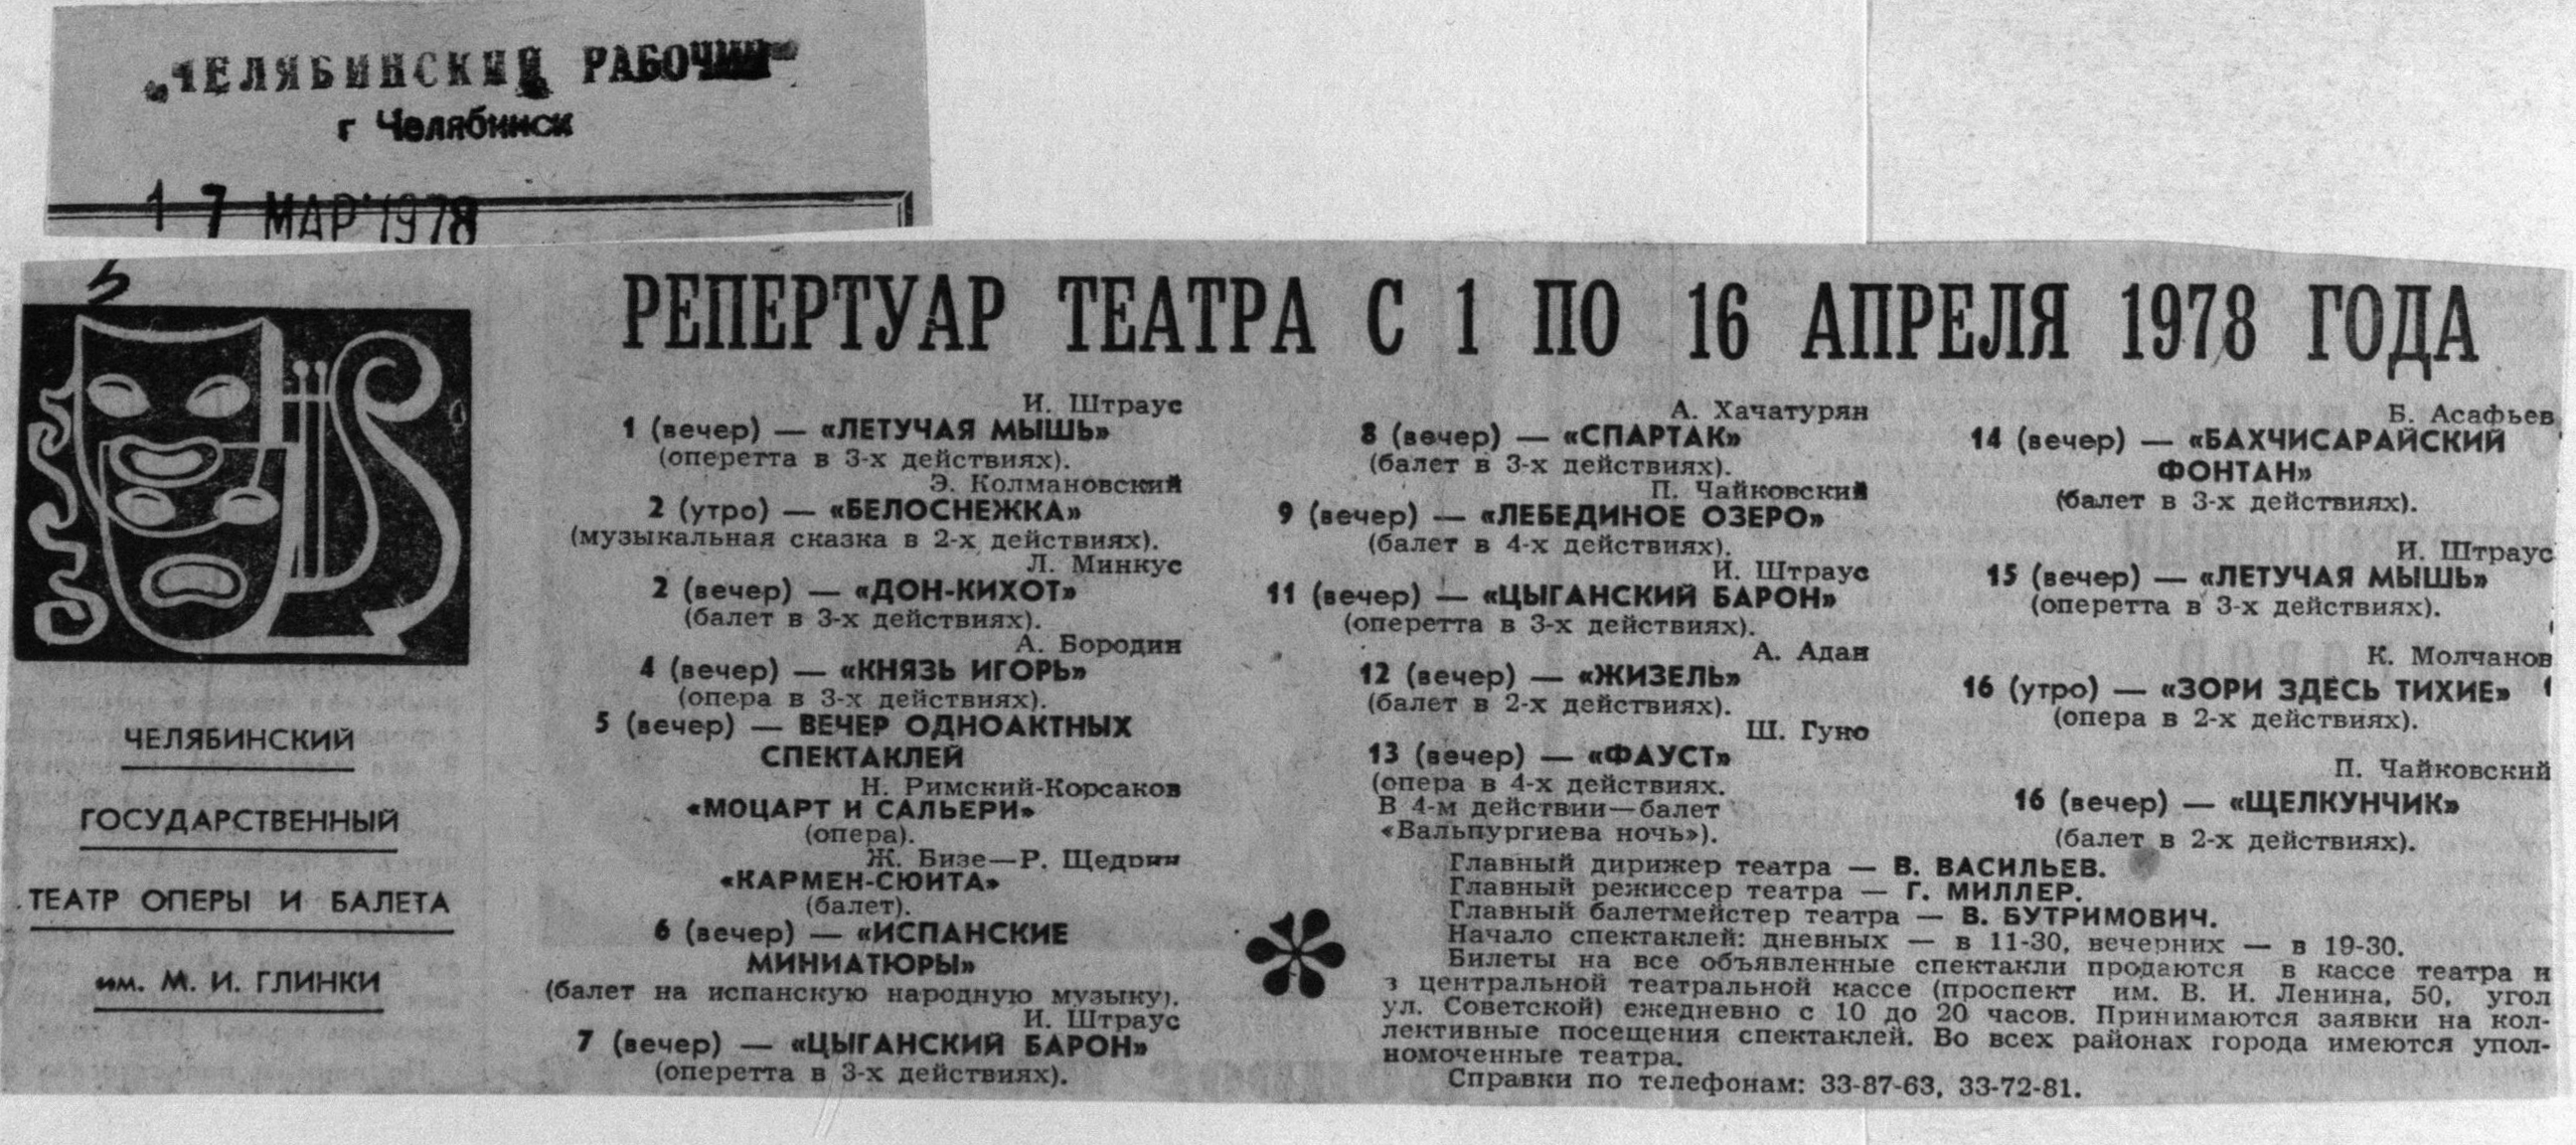 „ЧЕЛЯБИНСКИЙ РАБОЧИЙ"
г Челябинск
17 МАР 1978
РЕПЕРТУАР ТЕАТРА С 1 ПО 16 АПРЕЛЯ 1978 ГОДА
ЧЕЛЯБИНСКИЙ
ГОСУДАРСТВЕННЫЙ
ТЕАТР ОПЕРЫ И БАЛЕТА
им. М. И. ГЛИНКИ
И. Штраус
1 (вечер) — «ЛЕТУЧАЯ МЫШЬ»
(оперетта в 3-х действиях).
Э. Колмановский
2 (утро) — «БЕЛОСНЕЖКА»
(музыкальная сказка в 2-х действиях).
Л. Минкус
2 (вечер) — «ДОН-КИХОТ»
(балет в 3-х действиях).
А. Бородин
4 (вечер) — «КНЯЗЬ ИГОРЬ»
(опера в 3-х действиях).
5 (вечер) — ВЕЧЕР ОДНОАКТНЫХ
СПЕКТАКЛЕЙ
Н. Римский-Корсаков
«МОЦАРТ И САЛЬЕРИ»
(опера).
Ж. Бизе—Р. Щедрин
«КАРМЕН-СЮИТА»
(балет).
6 (вечер) — «ИСПАНСКИЕ
МИНИАТЮРЫ»
(балет на испанскую народную музыку).
И. Штраус
7 (вечер) — «ЦЫГАНСКИЙ БАРОН»
(оперетта в 3-х действиях).
А. Хачатурян
8 (вечер) — «СПАРТАК»
(балет в 3-х действиях).
П. Чайковский
9 (вечер) — «ЛЕБЕДИНОЕ ОЗЕРО»
(балет в 4-х действиях).
И. Штраус
11 (вечер) — «ЦЫГАНСКИЙ БАРОН»
(оперетта в 3-х действиях).
А. Адан
12 (вечер) — «ЖИЗЕЛЬ»
(балет в 2-х действиях).
Ш. Гуно
13 (вечер) — «ФАУСТ»
(опера в 4-х действиях.
В 4-м действии—балет
«Вальпургиева ночь»).
Б. Асафьев
14 (вечер) — «БАХЧИСАРАЙСКИЙ
ФОНТАН»
(балет в 3-х действиях).
И. Штраус
15 (вечер) — «ЛЕТУЧАЯ МЫШЬ»
(оперетта в 3-х действиях).
К. Молчанов
16 (утро) — «ЗОРИ ЗДЕСЬ ТИХИЕ»
(опера в 2-х действиях).
П. Чайковский
16 (вечер) — «ЩЕЛКУНЧИК»
(балет в 2-х действиях).
Главный дирижер театра — В. ВАСИЛЬЕВ.
Главный режиссер театра — Г. МИЛЛЕР.
Главный балетмейстер театра — В. БУТРИМОВИЧ.
Начало спектаклей: дневных — в 11-30, вечерних — в 19-30.
Билеты на все объявленные спектакли продаются в кассе театра и
в центральной театральной кассе (проспект им. В. И. Ленина, 50, угол
ул. Советской) ежедневно с 10 до 20 часов. Принимаются заявки на кол-
лективные посещения спектаклей. Во всех районах города имеются упол-
номоченные театра.
Справки по телефонам: 33-87-63, 33-72-81.